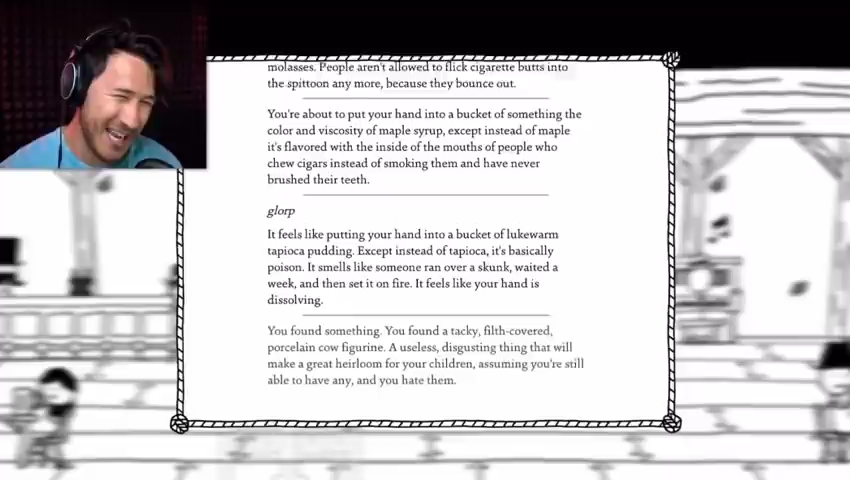 molasses. People aren't allowed to flick cigarette butts into
the spittoon any more, because they bounce out.
You're about to put your hand into a bucket of something the
color and viscosity of maple syrup, except instead of maple
it's flavored with the inside of the mouths of people who
chew cigars instead of smoking them and have never
brushed their teeth.
glorp
It feels like putting your hand into a bucket of lukewarm
tapioca pudding. Except instead of tapioca, it's basically
poison. It smells like someone ran over a skunk, waited a
week, and then set it on fire. It feels like your hand is
dissolving.
You found something. You found a tacky, filth-covered,
porcelain cow figurine. A useless, disgusting thing that will
make a great heirloom for your children, assuming you're still
able to have any, and you hate them.